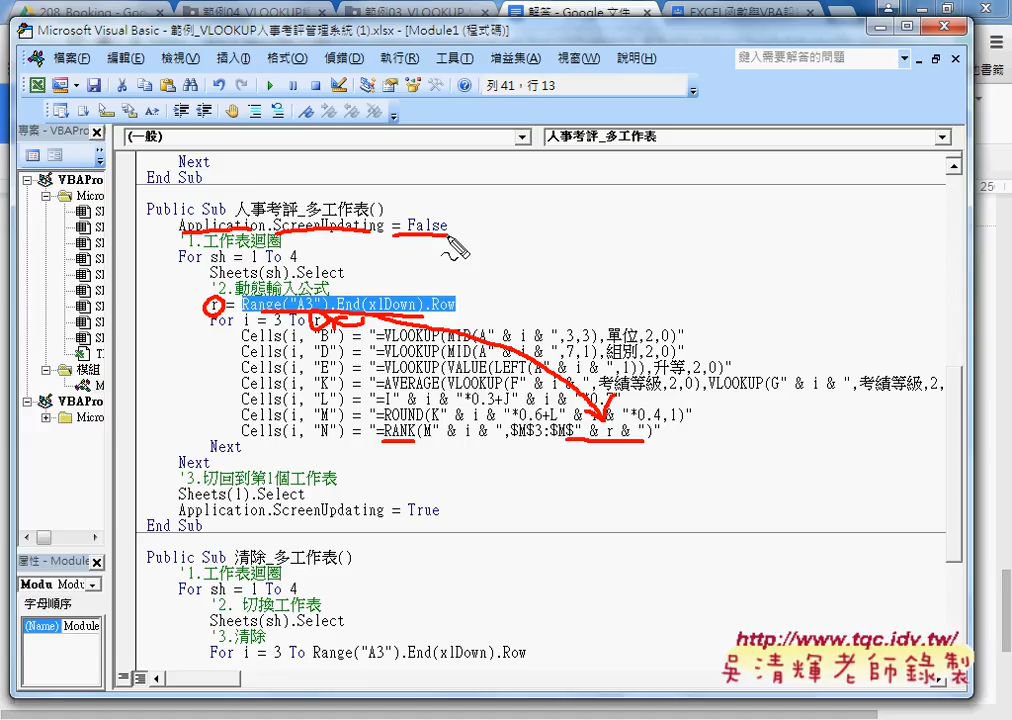 208_Booking - Goog
範例04_VLOOKUP
範例03_VLOOKUP
解答 - Google 文件
EXCEL函數與VBA設
Microsoft Visual Basic - 範例_VLOOKUP人事考評管理系統 (1).xlsx - [Module1 (程式碼)]
檔案(F) 編輯(E) 檢視(V) 插入(I) 格式(O) 偵錯(D) 執行(R) 工具(T) 增益集(A) 視窗(W) 說明(H) 鍵入需要解答的問題
列 41, 行 13
專案 - VBAPro
(一般) 人事考評_多工作表
VBAPro
Micro
模組
VBAPro
Micro
屬性 - Module
Modu Modu
字母順序
(Name) Module
Next
End Sub
Public Sub 人事考評_多工作表()
Application.ScreenUpdating = False
'1.工作表迴圈
For sh = 1 To 4
Sheets(sh).Select
'2.動態輸入公式
r = Range("A3").End(xlDown).Row
For i = 3 To r
Cells(i, "B") = "=VLOOKUP(MID(A" & i & ",3,3),單位,2,0)"
Cells(i, "D") = "=VLOOKUP(MID(A" & i & ",7,1),組別,2,0)"
Cells(i, "E") = "=VLOOKUP(VALUE(LEFT(A" & i & ",1)),升等,2,0)"
Cells(i, "K") = "=AVERAGE(VLOOKUP(F" & i & ",考績等級,2,0),VLOOKUP(G" & i & ",考績等級,2,
Cells(i, "L") = "=I" & i & "*0.3+J" & i &
Cells(i, "M") = "=ROUND(K" & i & "*0.6+L" & & "*0.4,1)"
Cells(i, "N") = "=RANK(M" & i & ",$M$3:$M$" & r & ")"
Next
Next
'3.切回到第1個工作表
Sheets(1).Select
Application.ScreenUpdating = True
End Sub
Public Sub 清除_多工作表()
'1.工作表迴圈
For sh = 1 To 4
'2. 切換工作表
Sheets(sh).Select
'3.清除
For i = 3 To Range("A3").End(xlDown).Row
http://www.tqc.idv.tw/
吳清輝老師錄製